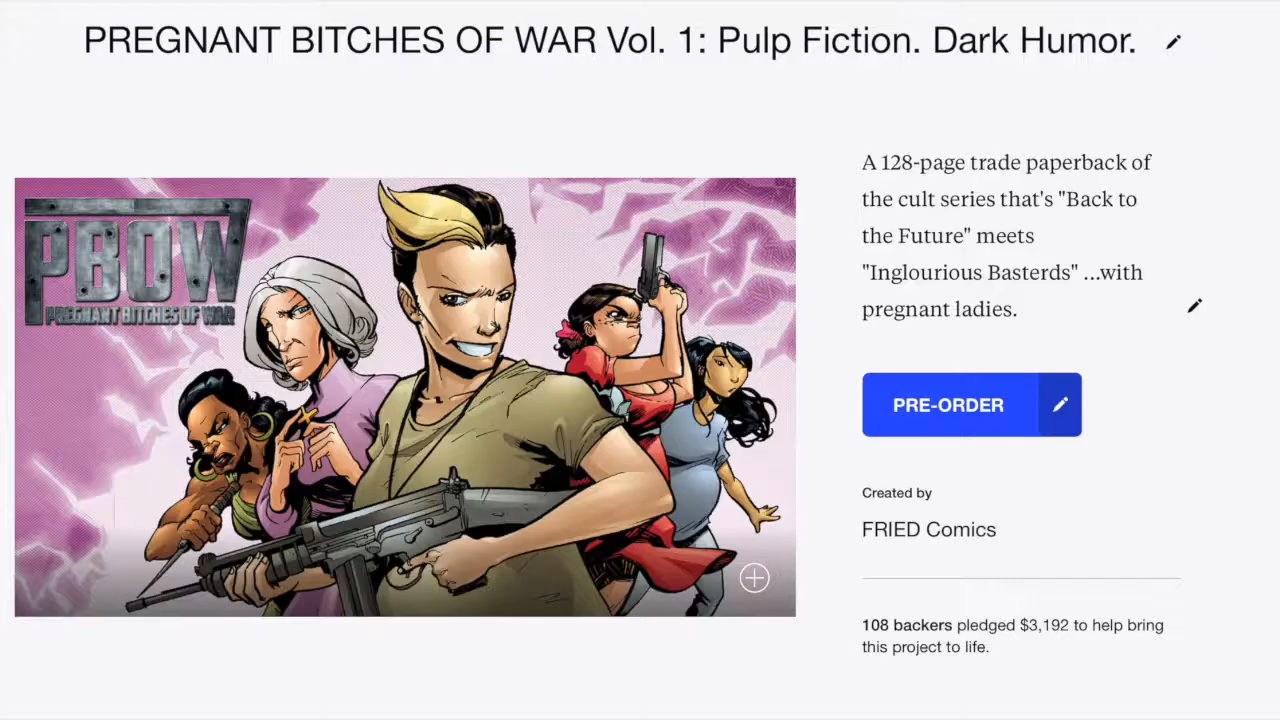 PREGNANT BITCHES OF WAR Vol. 1: Pulp Fiction. Dark Humor.
PBOW
PREGNANT BITCHES OF WAR
A 128-page trade paperback of
the cult series that's "Back to
the Future" meets
"Inglourious Basterds" ...with
pregnant ladies.
PRE-ORDER
Created by
FRIED Comics
108 backers pledged $3,192 to help bring
this project to life.